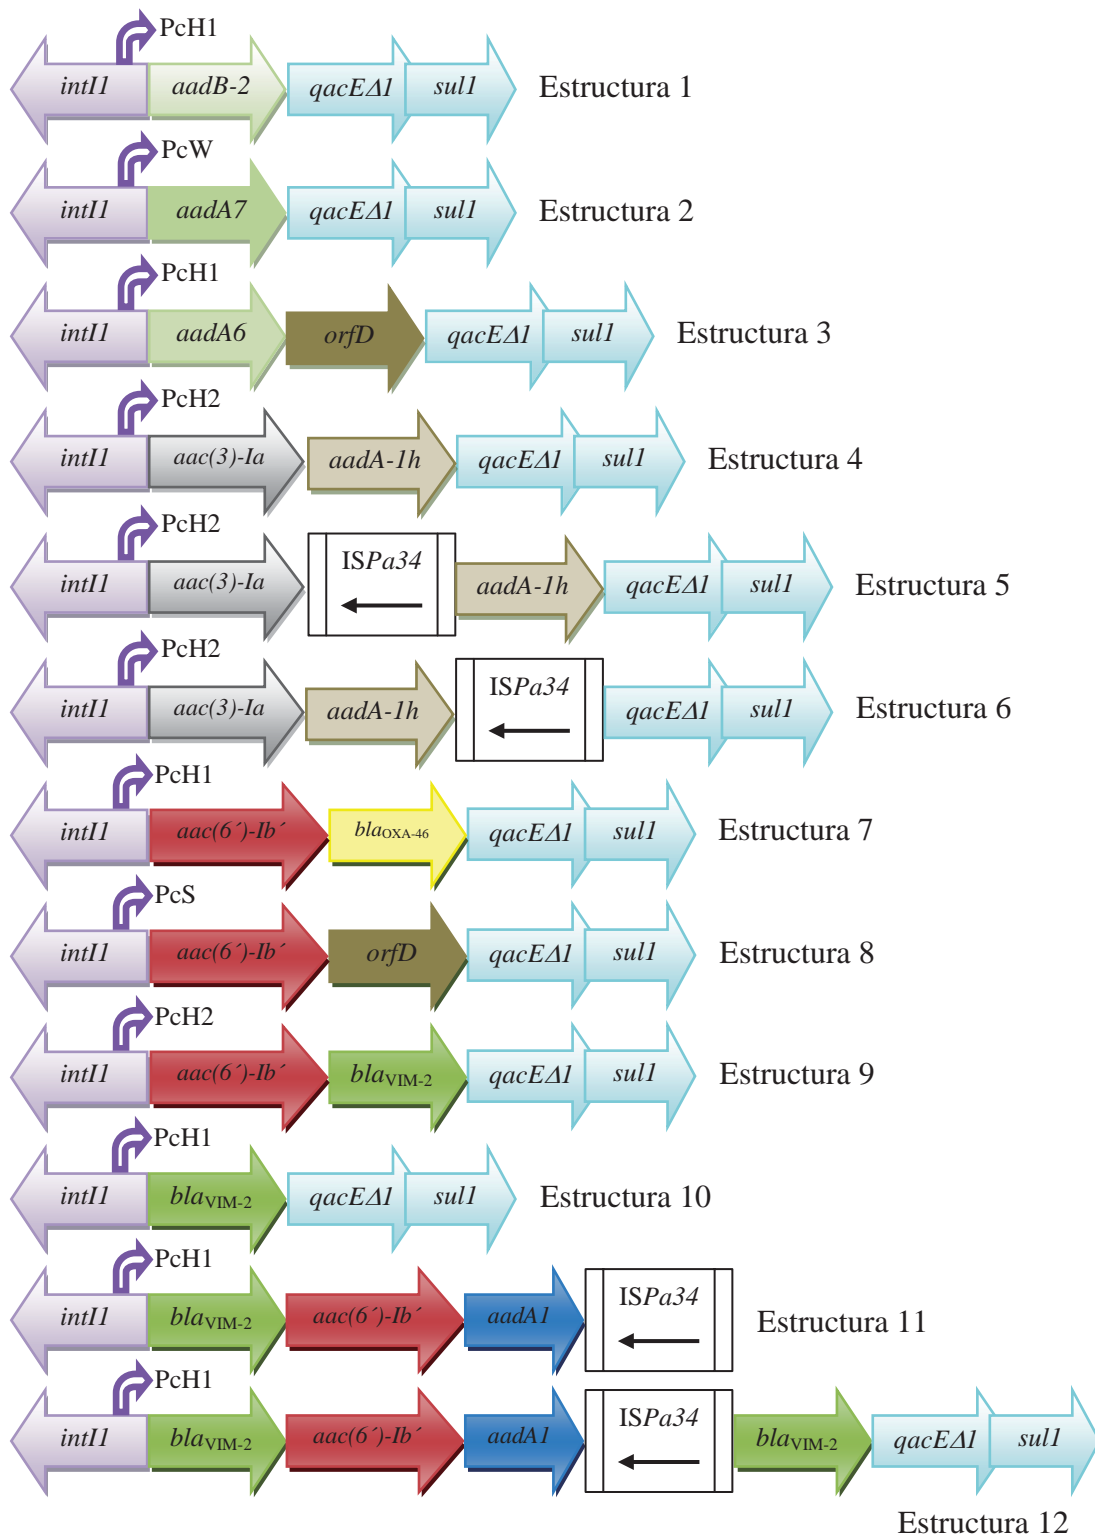 PcH1
intI1 aadB-2 qacEΔ1 sul1 Estructura 1
PcW
intI1 aadA7 qacEΔ1 sul1 Estructura 2
PcH1
intI1 aadA6 orfD qacEΔ1 sul1 Estructura 3
PcH2
intI1 aac(3)-Ia aadA-1h qacEΔ1 sul1 Estructura 4
PcH2
intI1 aac(3)-Ia ISPa34 aadA-1h qacEΔ1 sul1 Estructura 5
PcH2
intI1 aac(3)-Ia aadA-1h ISPa34 qacEΔ1 sul1 Estructura 6
PcH1
intI1 aac(6´)-Ib´ blaOXA-46 qacEΔ1 sul1 Estructura 7
PcS
intI1 aac(6´)-Ib´ orfD qacEΔ1 sul1 Estructura 8
PcH2
intI1 aac(6´)-Ib´ blaVIM-2 qacEΔ1 sul1 Estructura 9
PcH1
intI1 blaVIM-2 qacEΔ1 sul1 Estructura 10
PcH1
intI1 blaVIM-2 aac(6´)-Ib´ aadA1 ISPa34 Estructura 11
PcH1
intI1 blaVIM-2 aac(6´)-Ib´ aadA1 ISPa34 blaVIM-2 qacEΔ1 sul1
Estructura 12